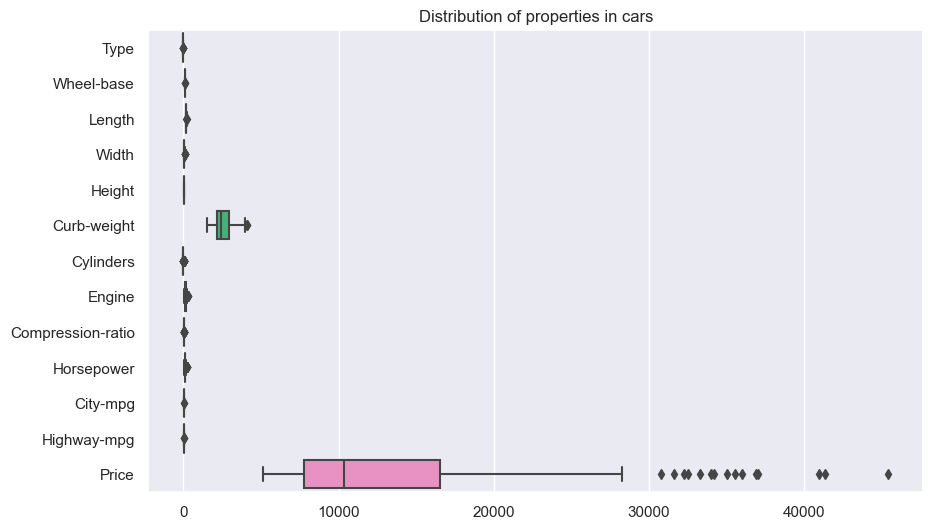 Distribution of properties in cars
Type
Wheel-base
Length
Width
Height
Curb-weight
Cylinders
Engine
Compression-ratio
Horsepower
City-mpg
Highway-mpg
Price
0 10000 20000 30000 40000